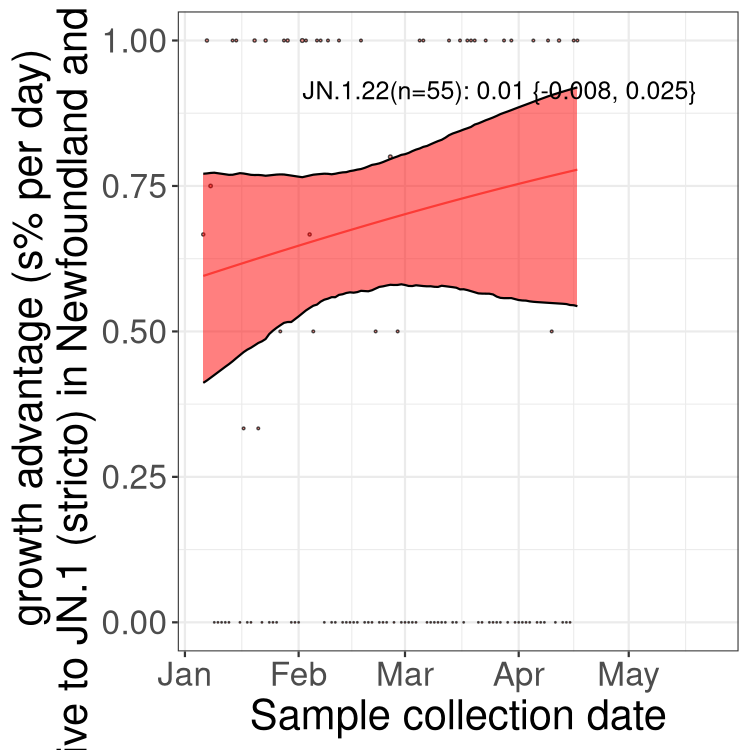 growth advantage (s% per day)
ive to JN.1 (stricto) in Newfoundland and
1.00
0.75
0.50
0.25
0.00
JN.1.22(n=55): 0.01 {-0.008, 0.025}
Jan Feb Mar Apr May
Sample collection date